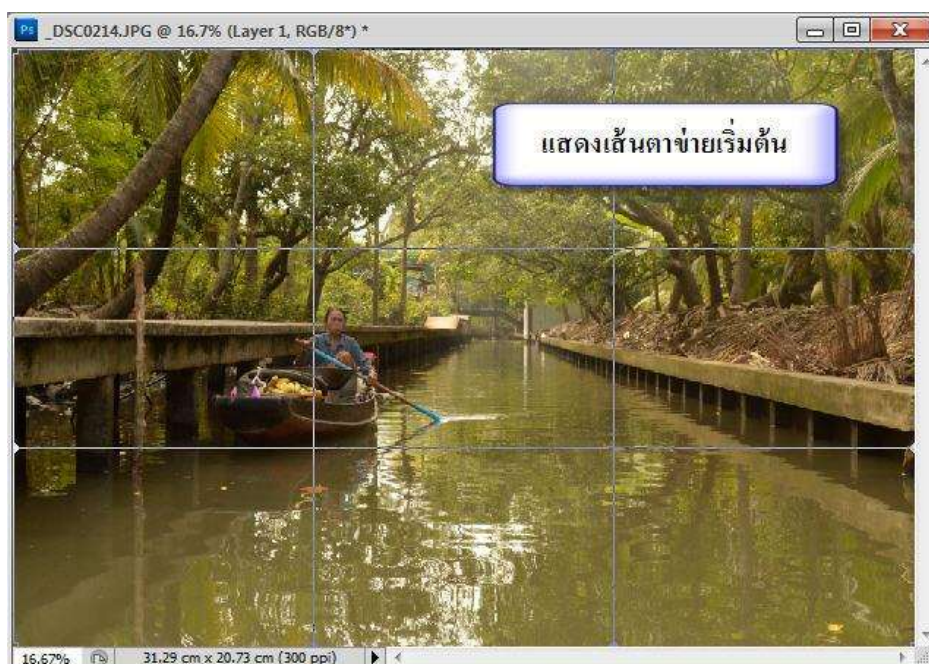 Ps _DSC0214.JPG @ 16.7% (Layer 1, RGB/8*) *
แสดงเส้นตาข่ายเริ่มต้น
16.67% 31.29 cm x 20.73 cm (300 ppi)